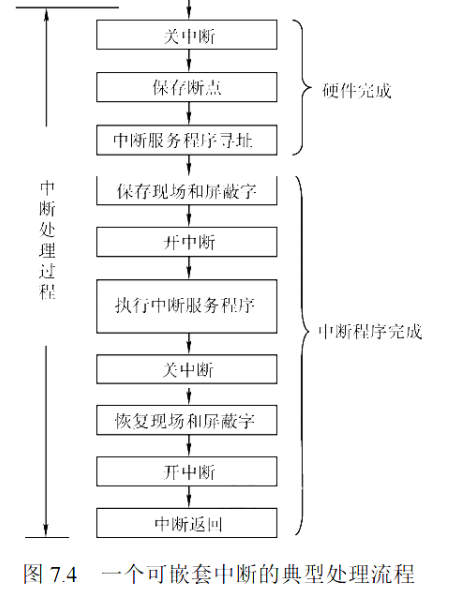 关中断
保存断点
硬件完成
中断服务程序寻址
保存现场和屏蔽字
中断处理过程
开中断
执行中断服务程序
中断程序完成
关中断
恢复现场和屏蔽字
开中断
中断返回
图 7.4 一个可嵌套中断的典型处理流程